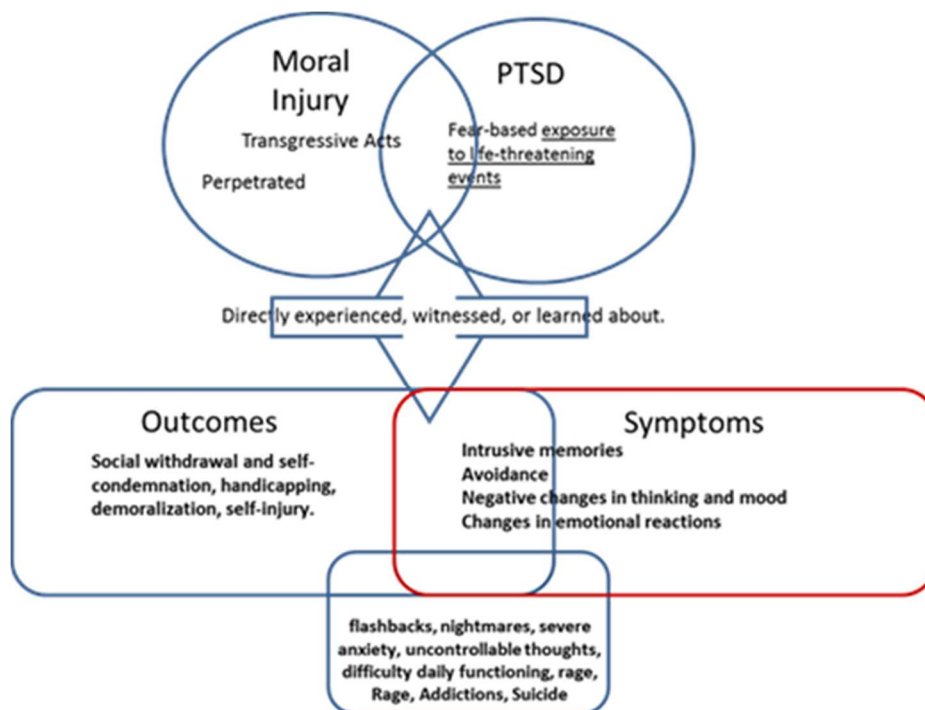 Moral
Injury
PTSD
Transgressive Acts
Perpetrated
Fear-based exposure
to life-threatening
events
Directly experienced, witnessed, or learned about.
Outcomes
Social withdrawal and self-
condemnation, handicapping,
demoralization, self-injury.
Symptoms
Intrusive memories
Avoidance
Negative changes in thinking and mood
Changes in emotional reactions
flashbacks, nightmares, severe
anxiety, uncontrollable thoughts,
difficulty daily functioning, rage,
Rage, Addictions, Suicide